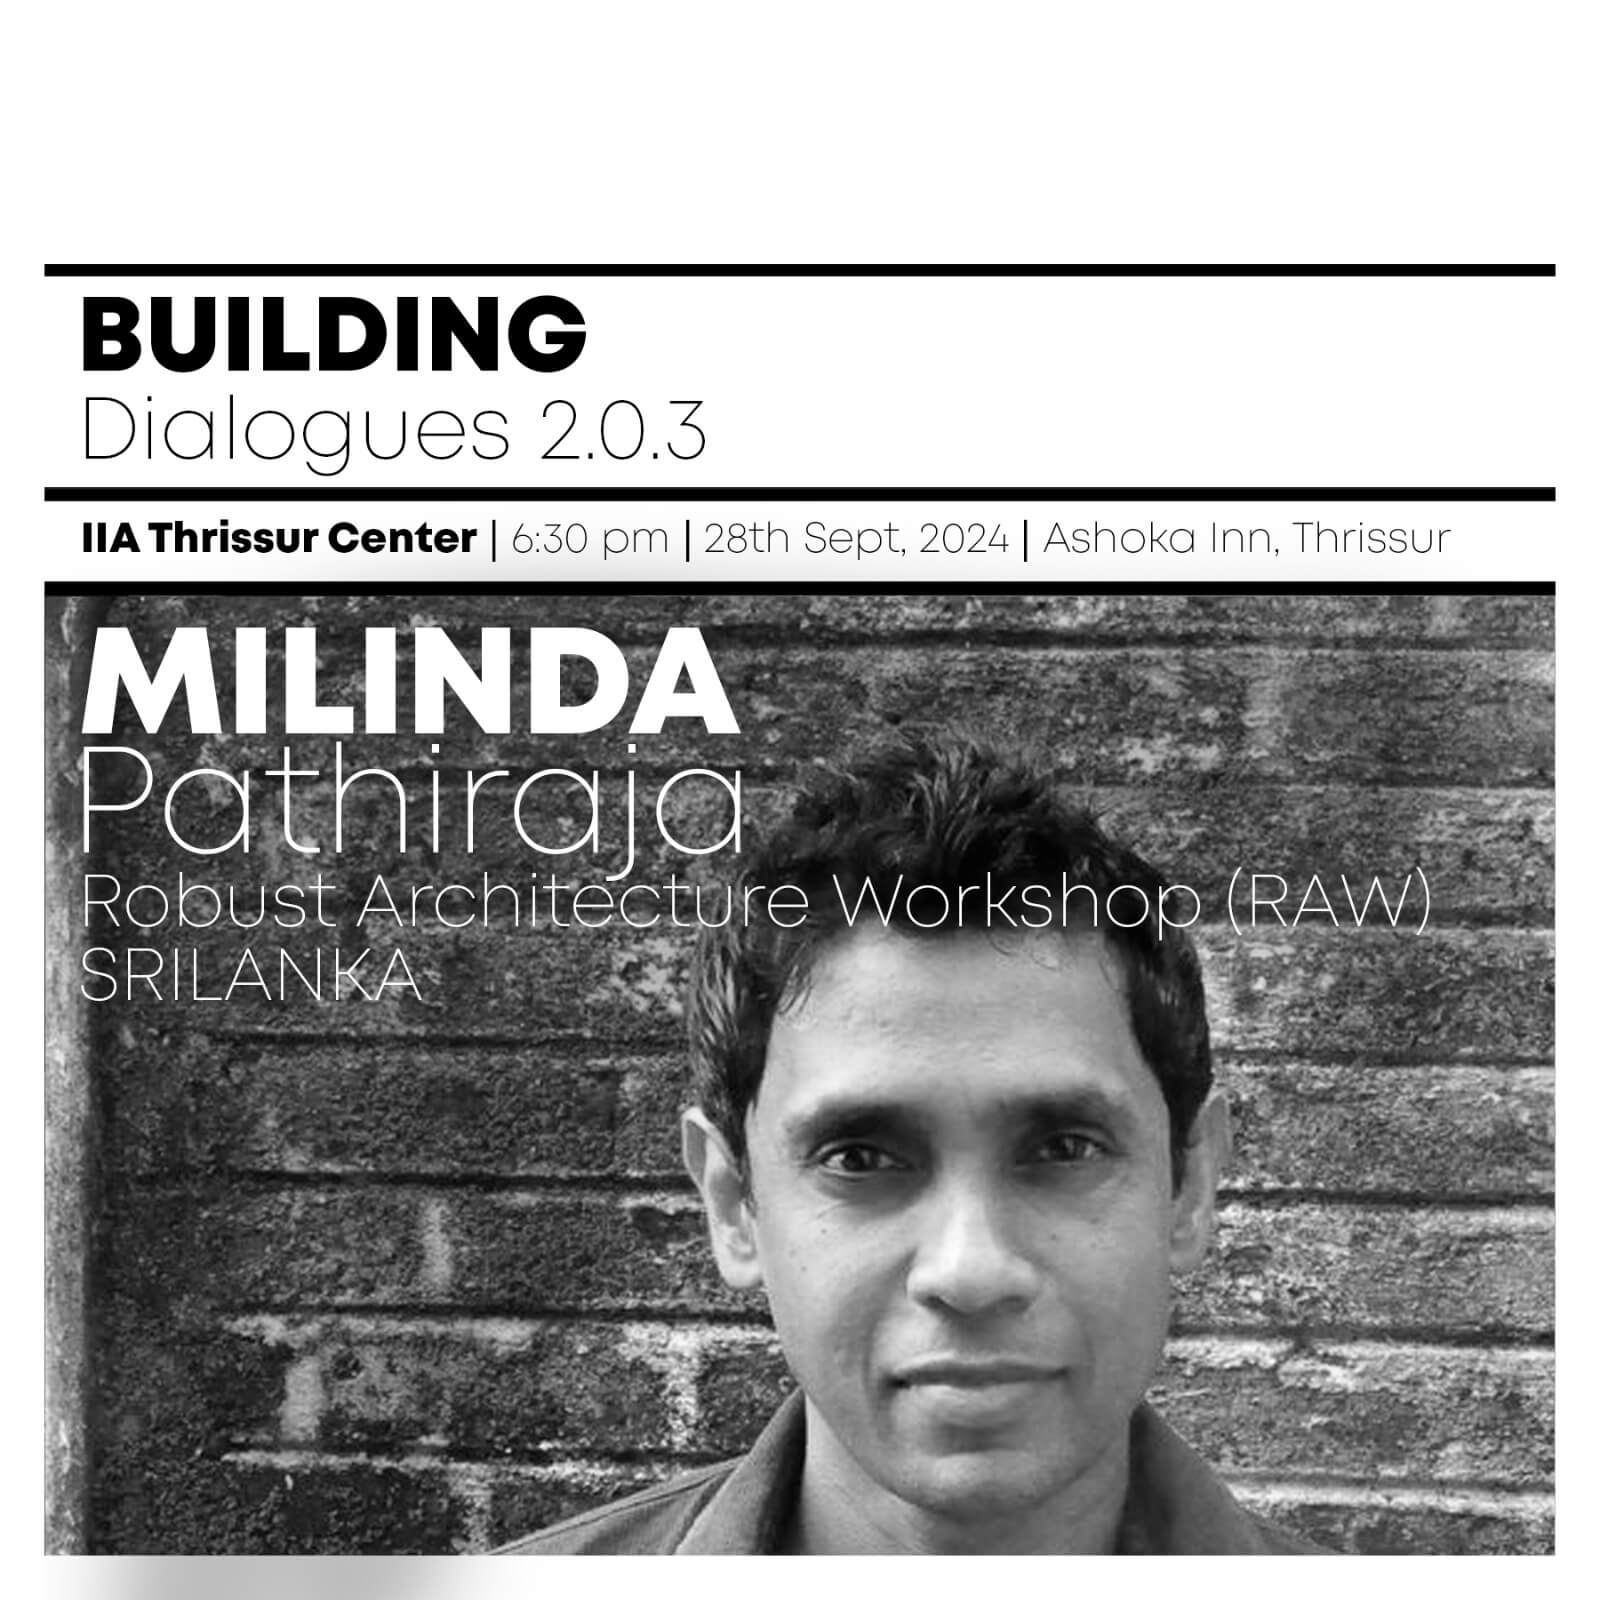 BUILDING
Dialogues 2.0.3
IIA Thrissur Center | 6:30 pm | 28th Sept, 2024 | Ashoka Inn, Thrissur
MILINDA
Pathiraja
Robust Architecture Workshop (RAW)
SRILANKA